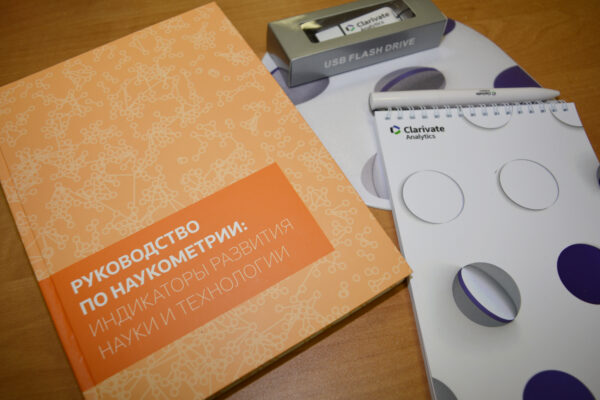 РУКОВОДСТВО
ПО НАУКОМЕТРИИ:
ИНДИКАТОРЫ РАЗВИТИЯ
НАУКИ И ТЕХНОЛОГИИ
Clarivate
Analytics
USB FLASH DRIVE
Clarivate
Analytics